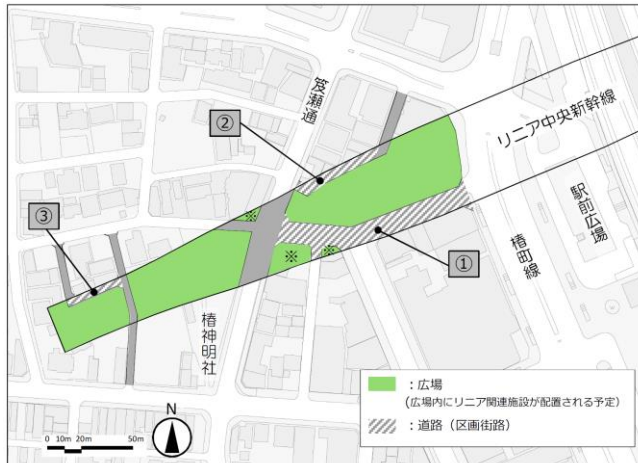 笈瀬通
②
リニア中央新幹線
③
駅前広場
①
椿町線
椿神明社
※
※
※
：広場
(広場内にリニア関連施設が配置される予定)
：道路（区画街路）
N
0 10m 20m 50m